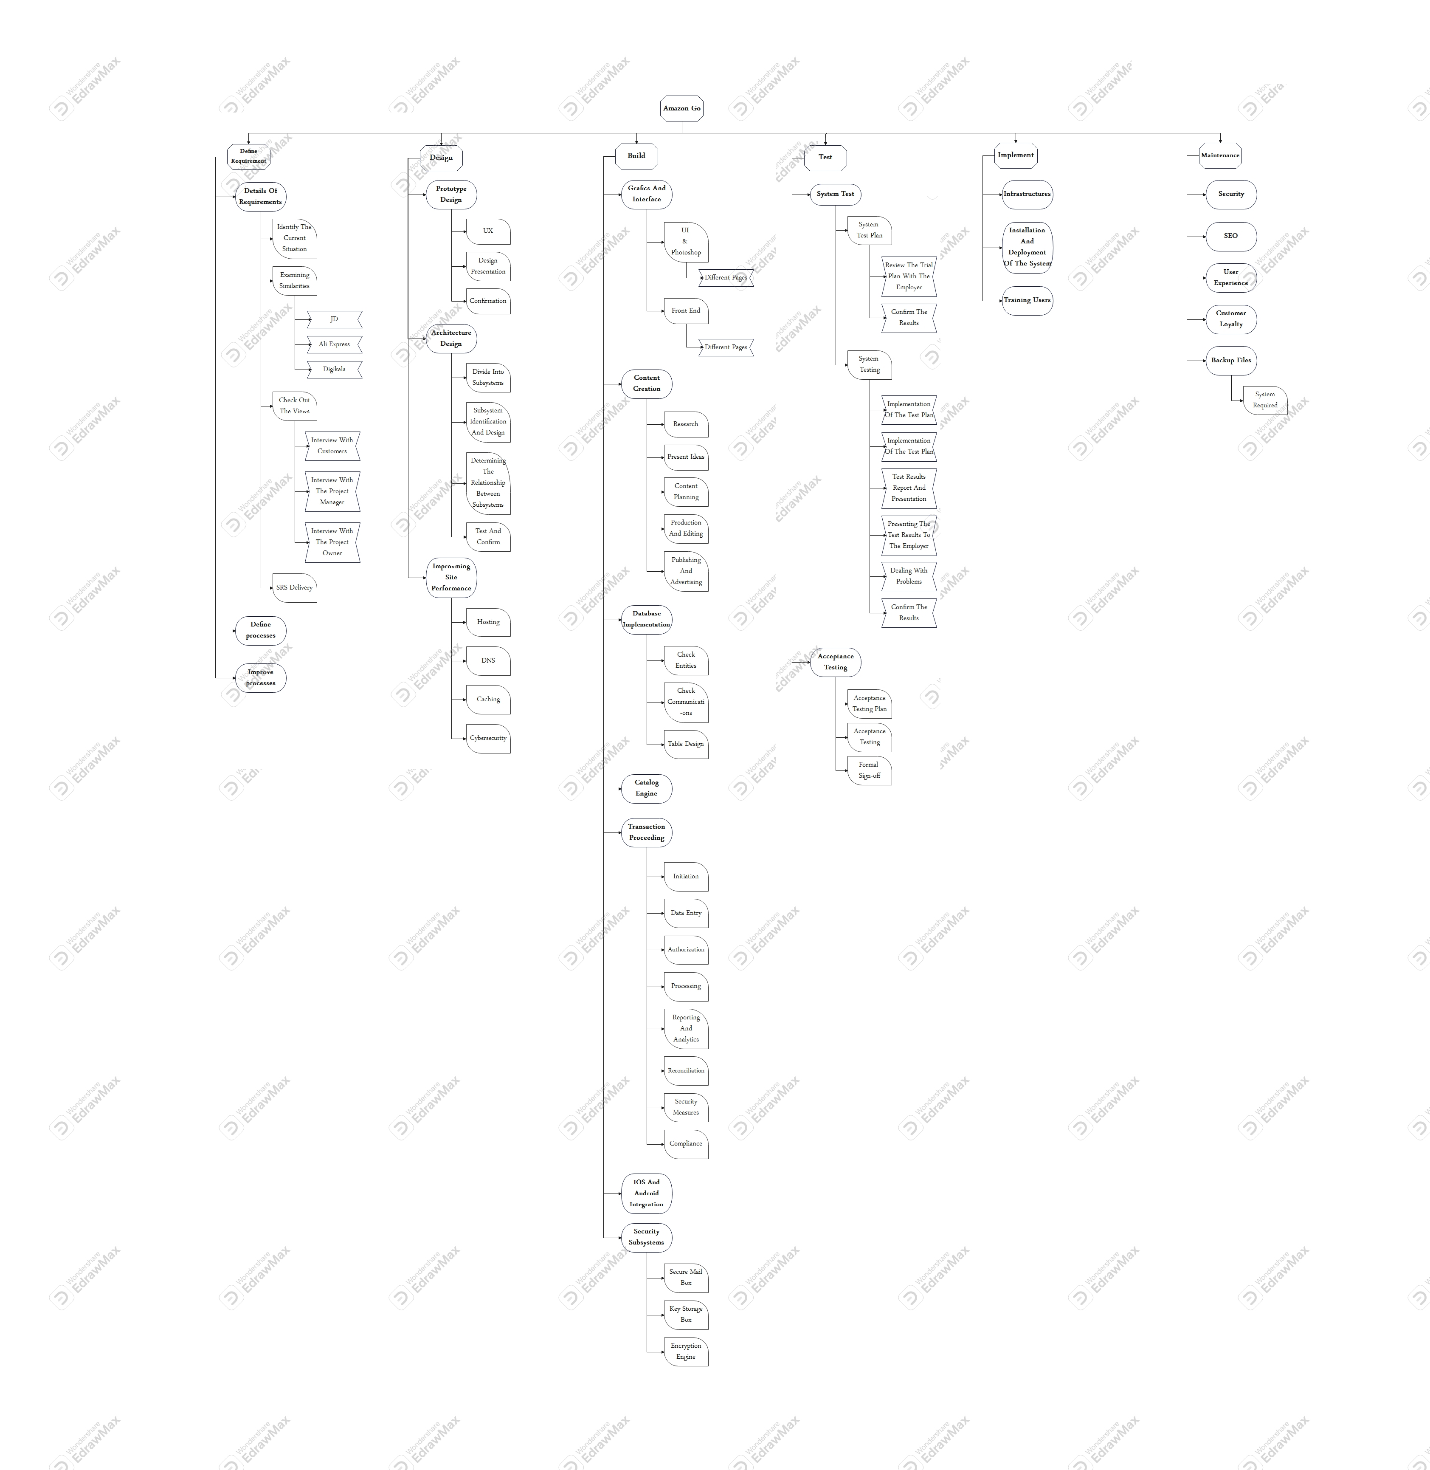 Amazon Go
Define
Requirement
Details Of
Requirements
Identify The
Current
Situation
Examining
Similarities
JD
Ali Express
Digikala
Check Out
The Views
Interview With
Customers
Interview With
The Project
Manager
Interview With
The Project
Owner
SRS Delivery
Define
processes
Improve
processes
Design
Prototype
Design
UX
Design
Presentation
Confirmation
Architecture
Design
Divide Into
Subsystems
Subsystem
Identification
And Design
Determining
The
Relationship
Between
Subsystems
Test And
Confirm
Improving
Site
Performance
Hosting
DNS
Caching
Cybersecurity
Build
Grafics And
Interface
UI
&
Photoshop
Different Pages
Front End
Different Pages
Content
Creation
Research
Present Ideas
Content
Planning
Production
And Editing
Publishing
And
Advertising
Database
Implementation
Check
Entities
Check
Communicati
-ons
Table Design
Catalog
Engine
Transaction
Proceeding
Initiation
Data Entry
Authorization
Processing
Reporting
And
Analytics
Reconciliation
Security
Measures
Compliance
IOS And
Android
Integration
Security
Subsystems
Secure Mail
Box
Key Storage
Box
Encryption
Engine
Test
System Test
System
Test Plan
Review The Trial
Plan With The
Employer
Confirm The
Results
System
Testing
Implementation
Of The Test Plan
Implementation
Of The Test Plan
Test Results
Report And
Presentation
Presenting The
Test Results To
The Employer
Dealing With
Problems
Confirm The
Results
Acceptance
Testing
Acceptance
Testing Plan
Acceptance
Testing
Formal
Sign-off
Implement
Infrastructures
Installation
And
Deployment
Of The System
Training Users
Maintenance
Security
SEO
User
Experience
Customer
Loyalty
Backup Files
System
Required
Wondershare
EdrawMax